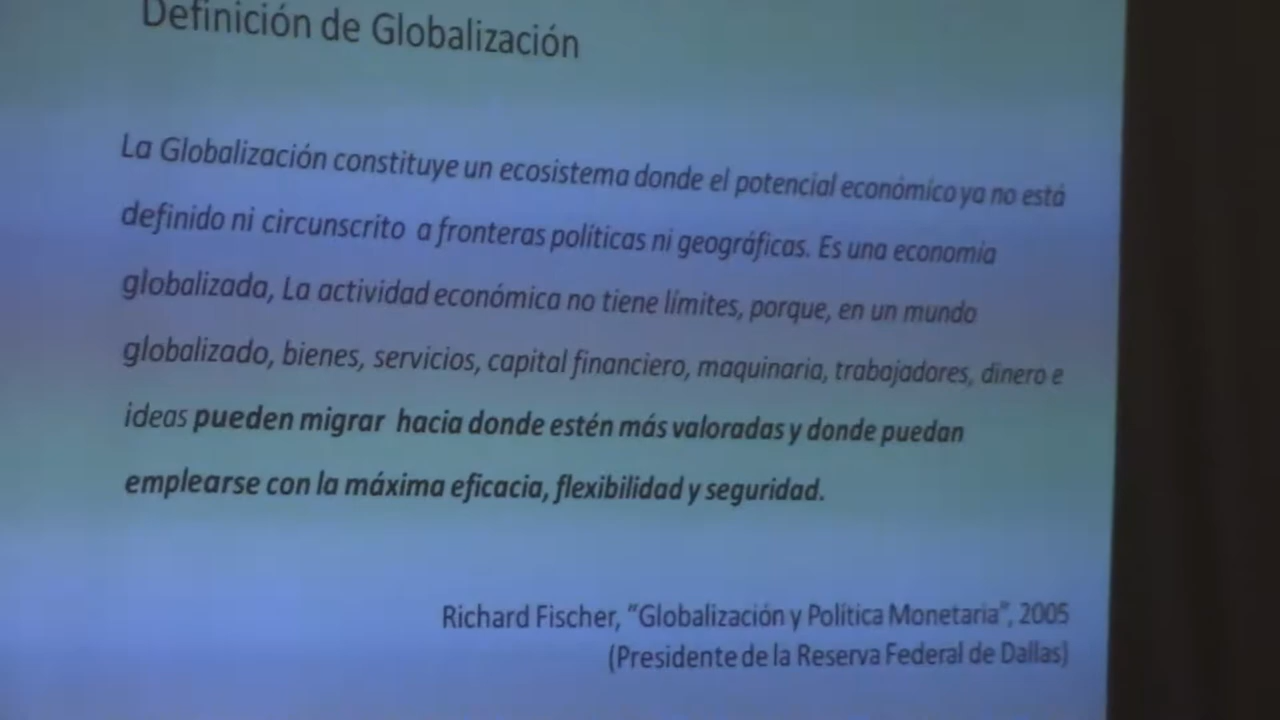 Definición de Globalización
La Globalización constituye un ecosistema donde el potencial económico ya no está
definido ni circunscrito a fronteras políticas ni geográficas. Es una economía
globalizada, La actividad económica no tiene límites, porque, en un mundo
globalizado, bienes, servicios, capital financiero, maquinaria, trabajadores, dinero e
ideas pueden migrar hacia donde estén más valoradas y donde puedan
emplearse con la máxima eficacia, flexibilidad y seguridad.
Richard Fischer, "Globalización y Política Monetaria", 2005
(Presidente de la Reserva Federal de Dallas)